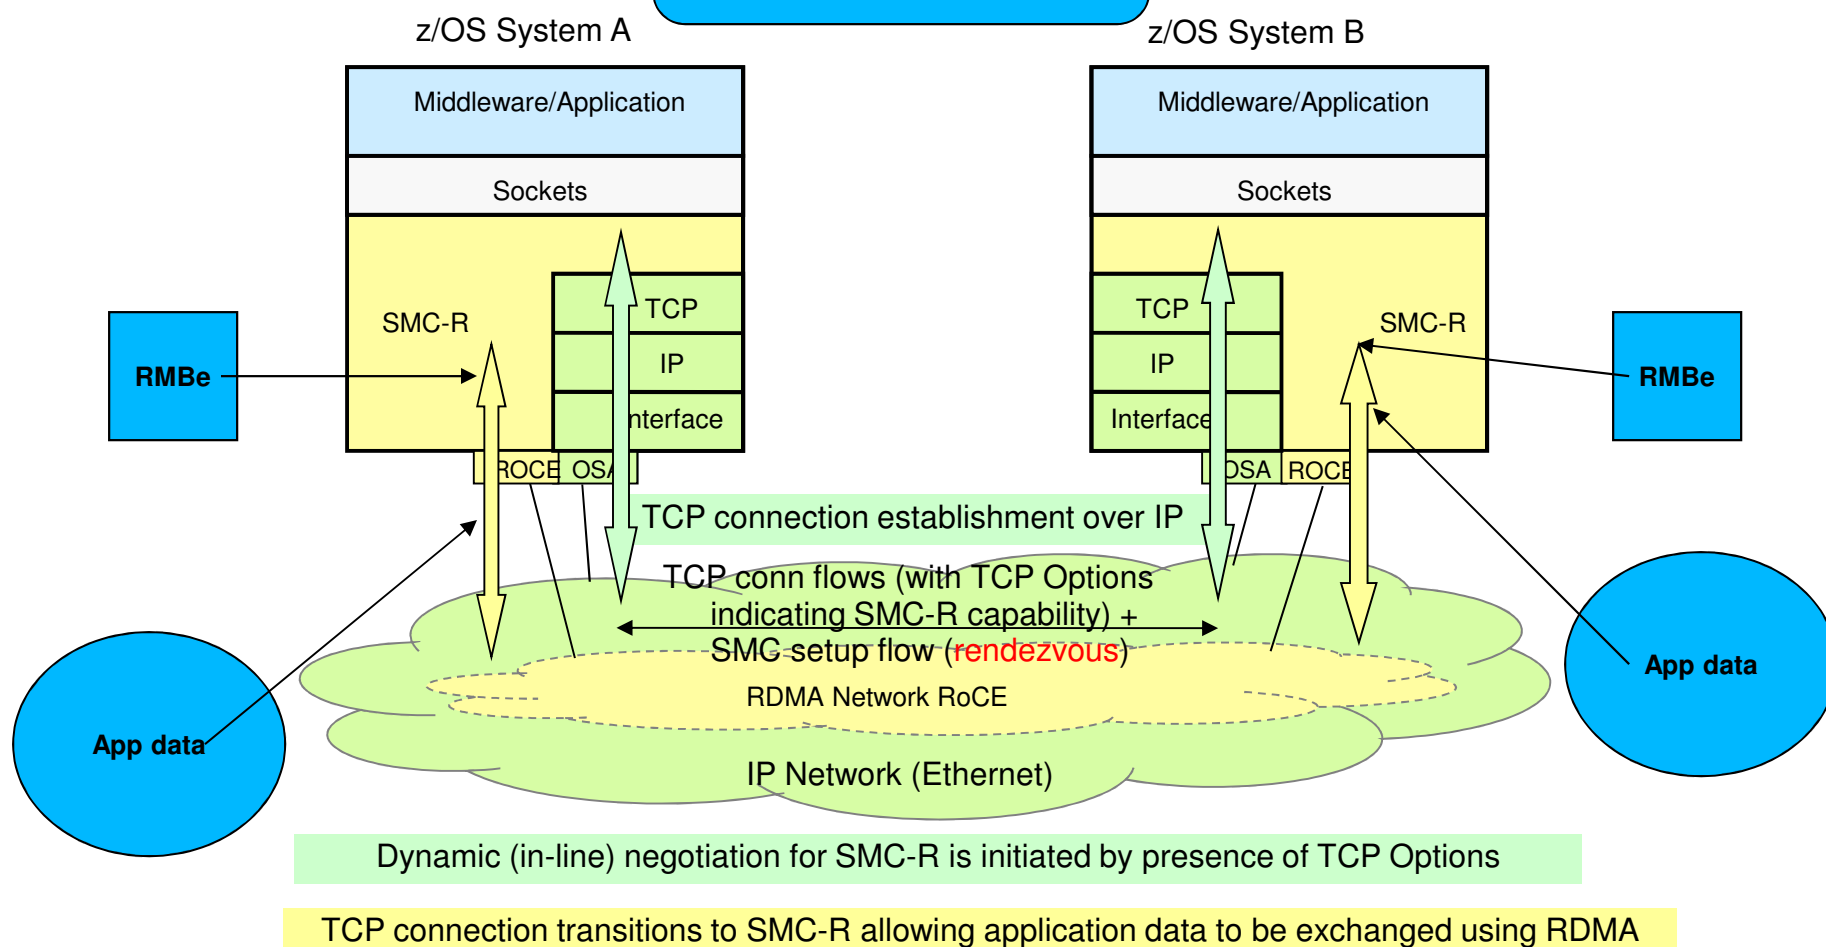 z/OS System A
z/OS System B
Middleware/Application
Middleware/Application
Sockets
Sockets
SMC-R
TCP
IP
nterface
TCP
IP
Interface
SMC-R
RMBe
RMBe
ROCE
OSA
OSA
ROCE
TCP connection establishment over IP
TCP conn flows (with TCP Options
indicating SMC-R capability) +
SMC setup flow (rendezvous)
RDMA Network RoCE
App data
App data
IP Network (Ethernet)
Dynamic (in-line) negotiation for SMC-R is initiated by presence of TCP Options
TCP connection transitions to SMC-R allowing application data to be exchanged using RDMA